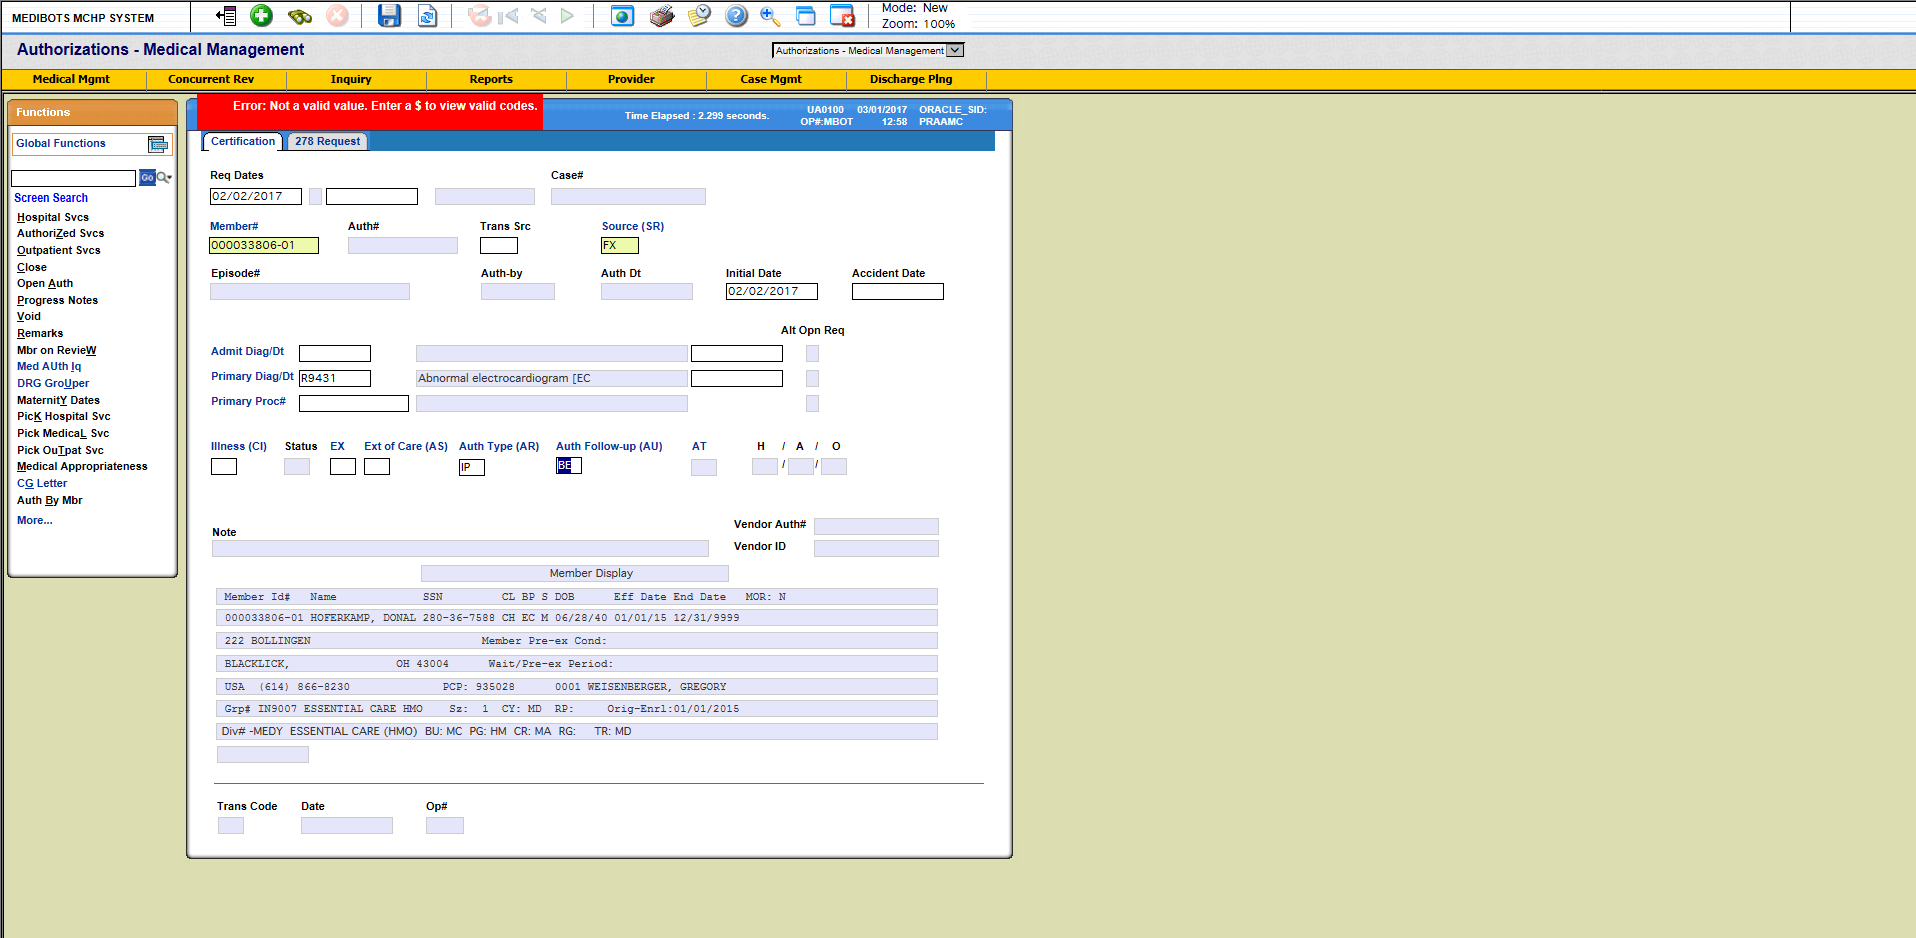 MEDIBOTS MCHP SYSTEM
Mode: New
Zoom: 100%
Authorizations - Medical Management
Authorizations - Medical Management
Medical Mgmt Concurrent Rev Inquiry Reports Provider Case Mgmt Discharge Plng
Functions
Global Functions
Go
Screen Search
Hospital Svcs
AuthoriZed Svcs
Outpatient Svcs
Close
Open Auth
Progress Notes
Void
Remarks
Mbr on RevieW
Med AUth Iq
DRG GroUper
MaternitY Dates
PicK Hospital Svc
Pick MedicaL Svc
Pick OuTpat Svc
Medical Appropriateness
CG Letter
Auth By Mbr
More...
Error: Not a valid value. Enter a $ to view valid codes.
Time Elapsed : 2.299 seconds.
UA0100 03/01/2017 ORACLE_SID:
OP#:MBOT 12:58 PRAAMC
Certification 278 Request
Req Dates Case#
02/02/2017
Member# Auth# Trans Src Source (SR)
000033806-01 FX
Episode# Auth-by Auth Dt Initial Date Accident Date
02/02/2017
Alt Opn Req
Admit Diag/Dt
Primary Diag/Dt R9431 Abnormal electrocardiogram [EC
Primary Proc#
Illness (CI) Status EX Ext of Care (AS) Auth Type (AR) Auth Follow-up (AU) AT H / A / O
IP BE / /
Vendor Auth#
Note
Vendor ID
Member Display
Member Id# Name SSN CL BP S DOB Eff Date End Date MOR: N
000033806-01 HOFERKAMP, DONAL 280-36-7588 CH EC M 06/28/40 01/01/15 12/31/9999
222 BOLLINGEN Member Pre-ex Cond:
BLACKLICK, OH 43004 Wait/Pre-ex Period:
USA (614) 866-8230 PCP: 935028 0001 WEISENBERGER, GREGORY
Grp# IN9007 ESSENTIAL CARE HMO Sz: 1 CY: MD RP: Orig-Enrl:01/01/2015
Div# -MEDY ESSENTIAL CARE (HMO) BU: MC PG: HM CR: MA RG: TR: MD
Trans Code Date Op#